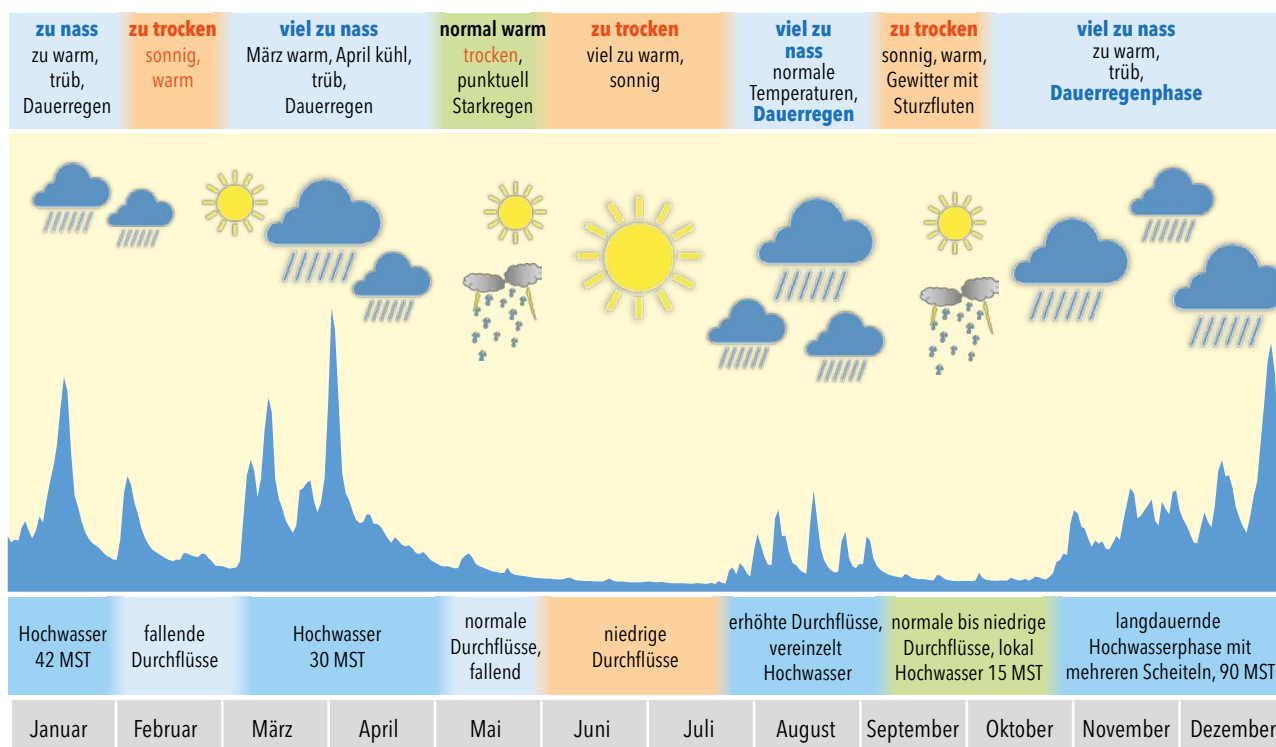 zu nass
zu warm,
trüb,
Dauerregen
zu trocken
sonnig,
warm
viel zu nass
März warm, April kühl,
trüb,
Dauerregen
normal warm
trocken,
punktuell
Starkregen
zu trocken
viel zu warm,
sonnig
viel zu
nass
normale
Temperaturen,
Dauerregen
zu trocken
sonnig, warm,
Gewitter mit
Sturzfluten
viel zu nass
zu warm,
trüb,
Dauerregenphase
Hochwasser
42 MST
fallende
Durchflüsse
Hochwasser
30 MST
normale
Durchflüsse,
fallend
niedrige
Durchflüsse
erhöhte Durchflüsse,
vereinzelt
Hochwasser
normale bis niedrige
Durchflüsse, lokal
Hochwasser 15 MST
langdauernde
Hochwasserphase mit
mehreren Scheiteln, 90 MST
Januar
Februar
März
April
Mai
Juni
Juli
August
September
Oktober
November
Dezember